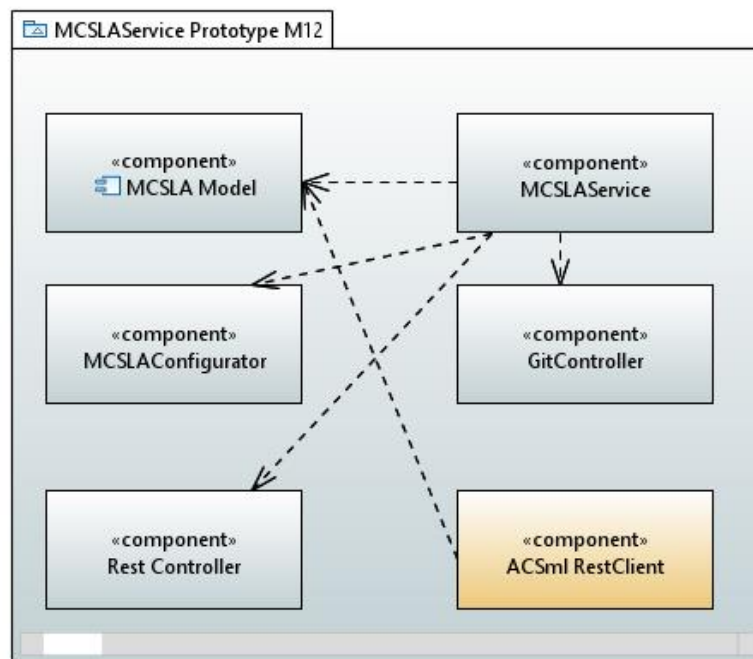 MCSLAService Prototype M12
«component»
MCSLA Model
«component»
MCSLAService
«component»
MCSLAConfigurator
«component»
GitController
«component»
Rest Controller
«component»
ACSml RestClient